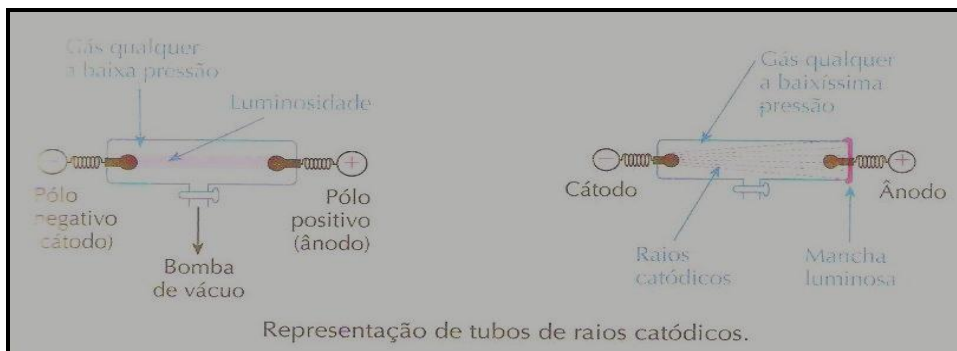 Gás qualquer
a baixa pressão
Luminosidade
−
+
Pólo
negativo
(cátodo)
Pólo
positivo
(ânodo)
Bomba
de vácuo
Gás qualquer
a baixíssima
pressão
−
+
Cátodo
Ânodo
Raios
catódicos
Mancha
luminosa
Representação de tubos de raios catódicos.